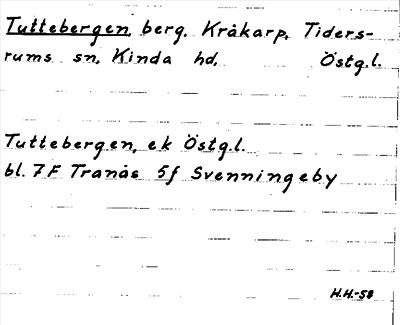 Tuttebergen, berg. Kråkarp, Tiders-
rums sn, Kinda hd, Östg.l.
Tuttebergen, ek Östg.l.
bl. 7F Tranås 5f Svenningeby
H.H.-58